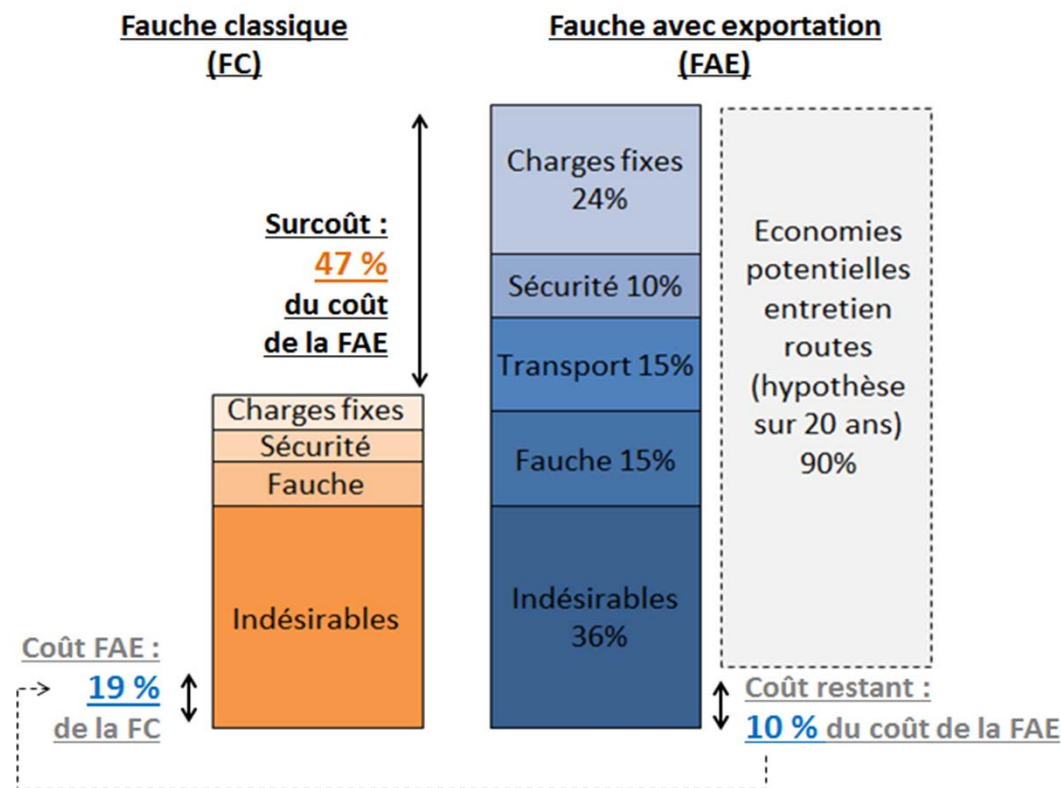 Fauche classique
(FC)
Fauche avec exportation
(FAE)
Surcoût :
47 %
du coût
de la FAE
Charges fixes
Sécurité
Fauche
Indésirables
Coût FAE :
19 %
de la FC
Charges fixes
24%
Sécurité 10%
Transport 15%
Fauche 15%
Indésirables
36%
Economies
potentielles
entretien
routes
(hypothèse
sur 20 ans)
90%
Coût restant :
10 % du coût de la FAE